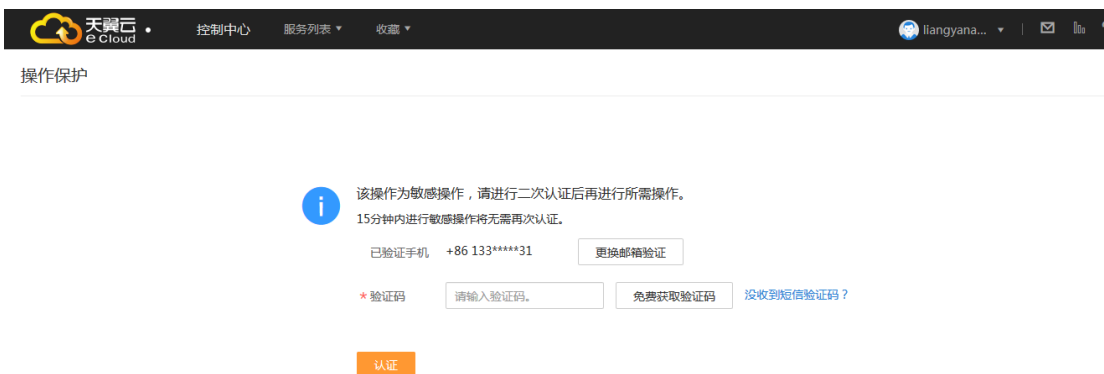 天翼云 控制中心 服务列表 收藏 liangyana...
e Cloud
操作保护
该操作为敏感操作，请进行二次认证后再进行所需操作。
15分钟内进行敏感操作将无需再次认证。
已验证手机 +86 133*****31 更换邮箱验证
*验证码 请输入验证码。 免费获取验证码 没收到短信验证码？
认证